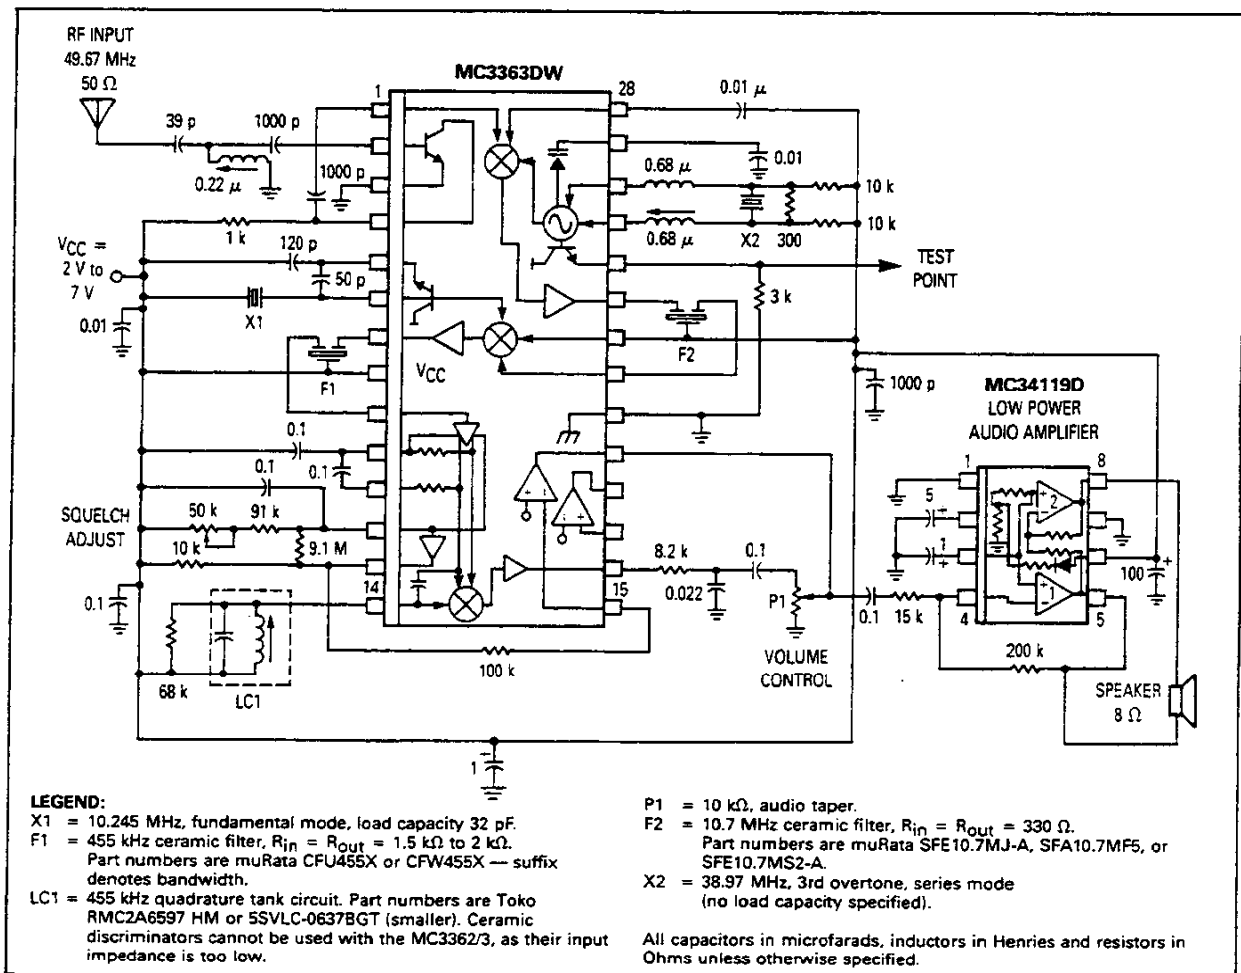 RF INPUT
49.67 MHz
50 Ω
MC3363DW
1
28
0.01 μ
39 p
1000 p
0.22 μ
1000 p
0.01
0.68 μ
10 k
10 k
0.68 μ
X2
300
1 k
VCC =
2 V to
7 V
120 p
50 p
X1
0.01
TEST
POINT
3 k
F2
F1
VCC
1000 p
MC34119D
LOW POWER
AUDIO AMPLIFIER
0.1
0.1
0.1
1
8
5
2
SQUELCH
ADJUST
50 k
91 k
10 k
9.1 M
14
15
8.2 k
0.1
1
100
0.1
0.022
P1
0.1
15 k
4
1
5
VOLUME
CONTROL
200 k
100 k
68 k
LC1
SPEAKER
8 Ω
1
LEGEND:
X1 = 10.245 MHz, fundamental mode, load capacity 32 pF.
F1 = 455 kHz ceramic filter, Rin = Rout = 1.5 kΩ to 2 kΩ.
Part numbers are muRata CFU455X or CFW455X — suffix
denotes bandwidth.
LC1 = 455 kHz quadrature tank circuit. Part numbers are Toko
RMC2A6597 HM or 5SVLC-0637BGT (smaller). Ceramic
discriminators cannot be used with the MC3362/3, as their input
impedance is too low.
P1 = 10 kΩ, audio taper.
F2 = 10.7 MHz ceramic filter, Rin = Rout = 330 Ω.
Part numbers are muRata SFE10.7MJ-A, SFA10.7MF5, or
SFE10.7MS2-A.
X2 = 38.97 MHz, 3rd overtone, series mode
(no load capacity specified).
All capacitors in microfarads, inductors in Henries and resistors in
Ohms unless otherwise specified.